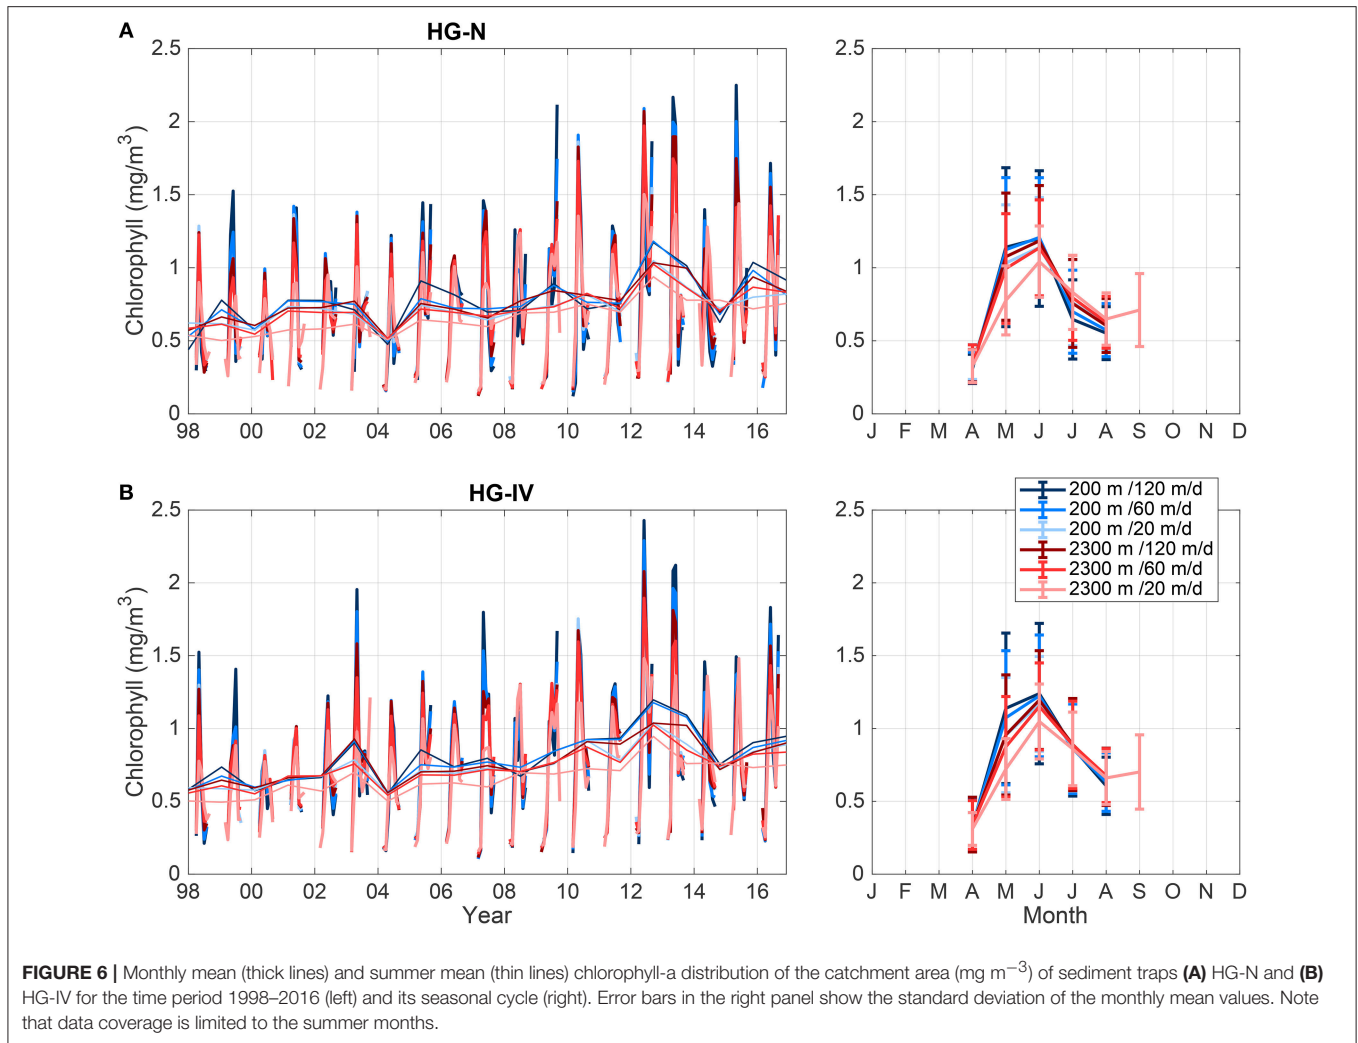 A
HG-N
2.5
2
1.5
1
0.5
0
Chlorophyll (mg/m³)
98 00 02 04 06 08 10 12 14 16
2.5
2
1.5
1
0.5
0
J F M A M J J A S O N D
B
HG-IV
2.5
2
1.5
1
0.5
0
Chlorophyll (mg/m³)
98 00 02 04 06 08 10 12 14 16
Year
200 m /120 m/d
200 m /60 m/d
200 m /20 m/d
2300 m /120 m/d
2300 m /60 m/d
2300 m /20 m/d
2.5
2
1.5
1
0.5
0
J F M A M J J A S O N D
Month
FIGURE 6 | Monthly mean (thick lines) and summer mean (thin lines) chlorophyll-a distribution of the catchment area (mg m⁻³) of sediment traps (A) HG-N and (B)
HG-IV for the time period 1998–2016 (left) and its seasonal cycle (right). Error bars in the right panel show the standard deviation of the monthly mean values. Note
that data coverage is limited to the summer months.